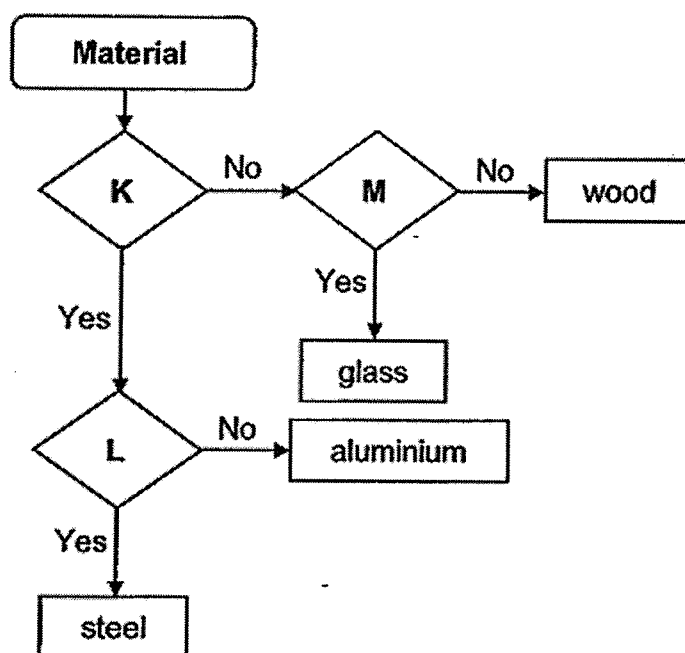 Material
K
No
M
No
wood
Yes
Yes
glass
L
No
aluminium
Yes
steel